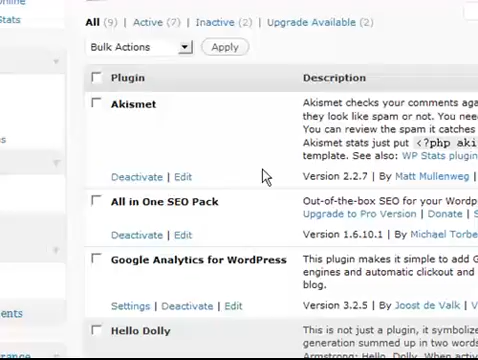 nline
Stats
s
ents
arance
All (9) | Active (7) | Inactive (2) | Upgrade Available (2)
Bulk Actions Apply
Plugin Description
Akismet Akismet checks your comments aga
they look like spam or not. You need
You can review the spam it catches
Akismet stats just put <?php aki
template. See also: WP Stats plugin
Deactivate | Edit Version 2.2.7 | By Matt Mullenweg |
All in One SEO Pack Out-of-the-box SEO for your Wordp
Upgrade to Pro Version | Donate | S
Deactivate | Edit Version 1.6.10.1 | By Michael Torbe
Google Analytics for WordPress This plugin makes it simple to add G
engines and automatic clickout and
blog.
Settings | Deactivate | Edit Version 3.2.5 | By Joost de Valk | V
Hello Dolly This is not just a plugin, it symbolize
generation summed up in two words
Armstrong: Hello, Dolly. When active